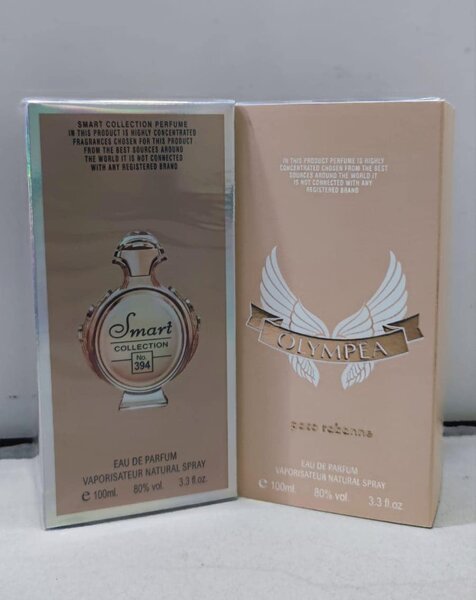 SMART COLLECTION PERFUME
IN THIS PRODUCT IS HIGHLY CONCENTRATED
FRAGRANCES CHOSEN FOR THIS PRODUCT
FROM THE BEST SOURCES AROUND
THE WORLD IT IS NOT CONNECTED
WITH ANY REGISTERED BRAND
Smart
COLLECTION
No.
394
EAU DE PARFUM
VAPORISATEUR NATURAL SPRAY
e 100ml. 80% vol. 3.3 fl.oz.
IN THIS PRODUCT PERFUME IS HIGHLY
CONCENTRATED CHOSEN FROM THE BEST
SOURCES AROUND THE WORLD IT
IS NOT CONNECTED WITH ANY
REGISTERED BRAND
OLYMPEA
paco rabanne
EAU DE PARFUM
VAPORISATEUR NATURAL SPRAY
e 100ml. 80% vol. 3.3 fl.oz.